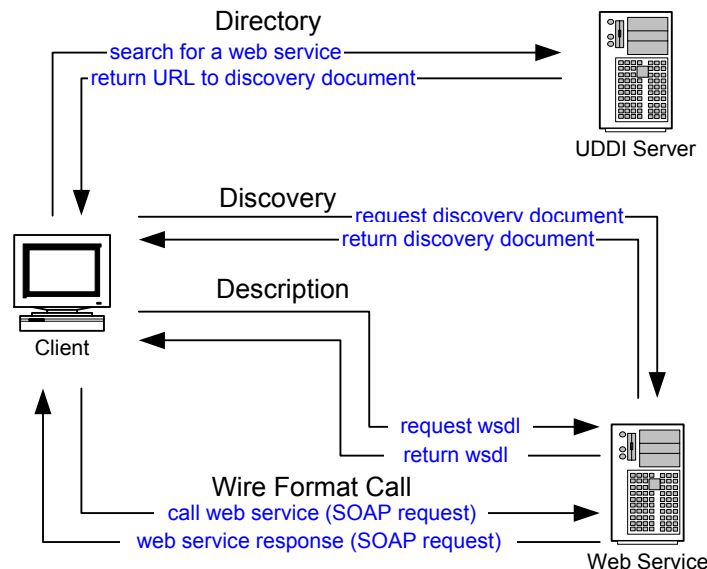 Directory
search for a web service
return URL to discovery document
UDDI Server
Discovery
request discovery document
return discovery document
Description
Client
request wsdl
return wsdl
Wire Format Call
call web service (SOAP request)
web service response (SOAP request)
Web Service